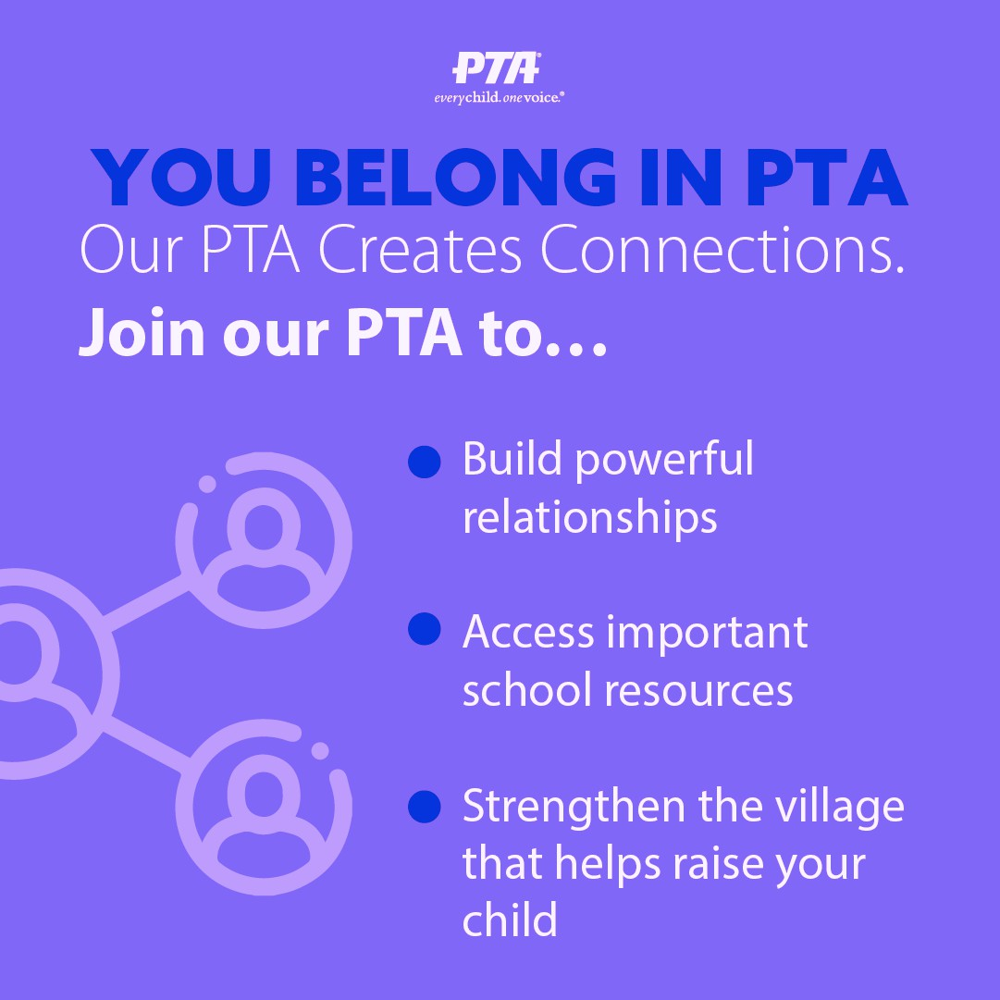 PTA®
everychild.onevoice.®
YOU BELONG IN PTA
Our PTA Creates Connections.
Join our PTA to...
Build powerful
relationships
Access important
school resources
Strengthen the village
that helps raise your
child